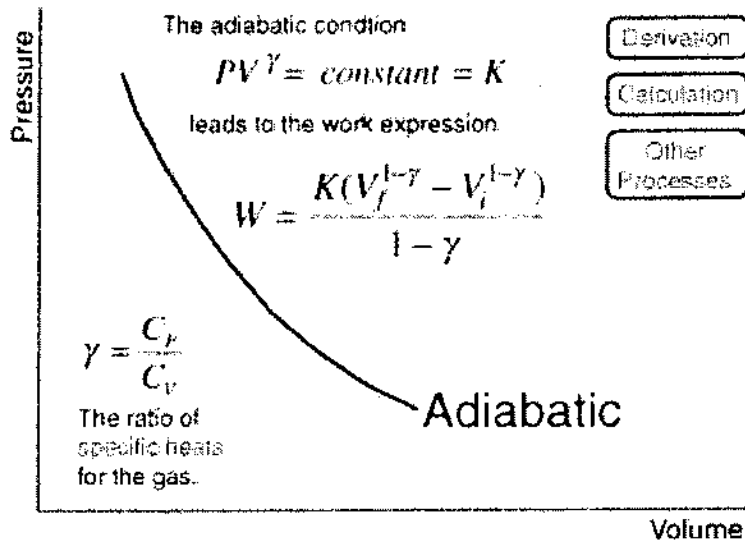 The adiabatic condtion
PV^γ = constant = K
leads to the work expression
W = K(V_f^{1-γ} − V_i^{1-γ}) / 1 − γ
Derivation
Calculation
Other
Processes
Pressure
γ = C_P / C_V
The ratio of
specific heats
for the gas.
Adiabatic
Volume